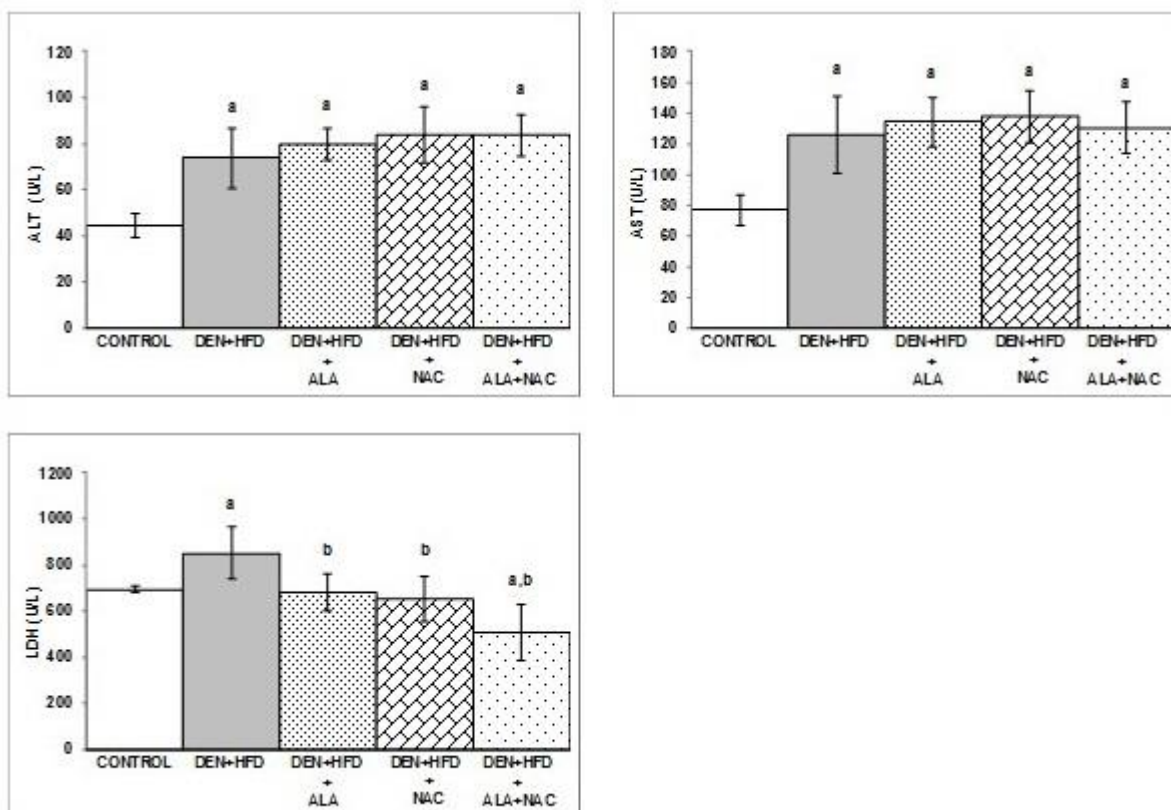 120
100
80
60
40
20
0
ALT (U/L)
a a a a
CONTROL DEN+HFD DEN+HFD DEN+HFD DEN+HFD
+ + +
ALA NAC ALA+NAC
180
160
140
120
100
80
60
40
20
0
AST (U/L)
a a a a
CONTROL DEN+HFD DEN+HFD DEN+HFD DEN+HFD
+ + +
ALA NAC ALA+NAC
1200
1000
800
600
400
200
0
LDH (U/L)
a b b a,b
CONTROL DEN+HFD DEN+HFD DEN+HFD DEN+HFD
+ + +
ALA NAC ALA+NAC